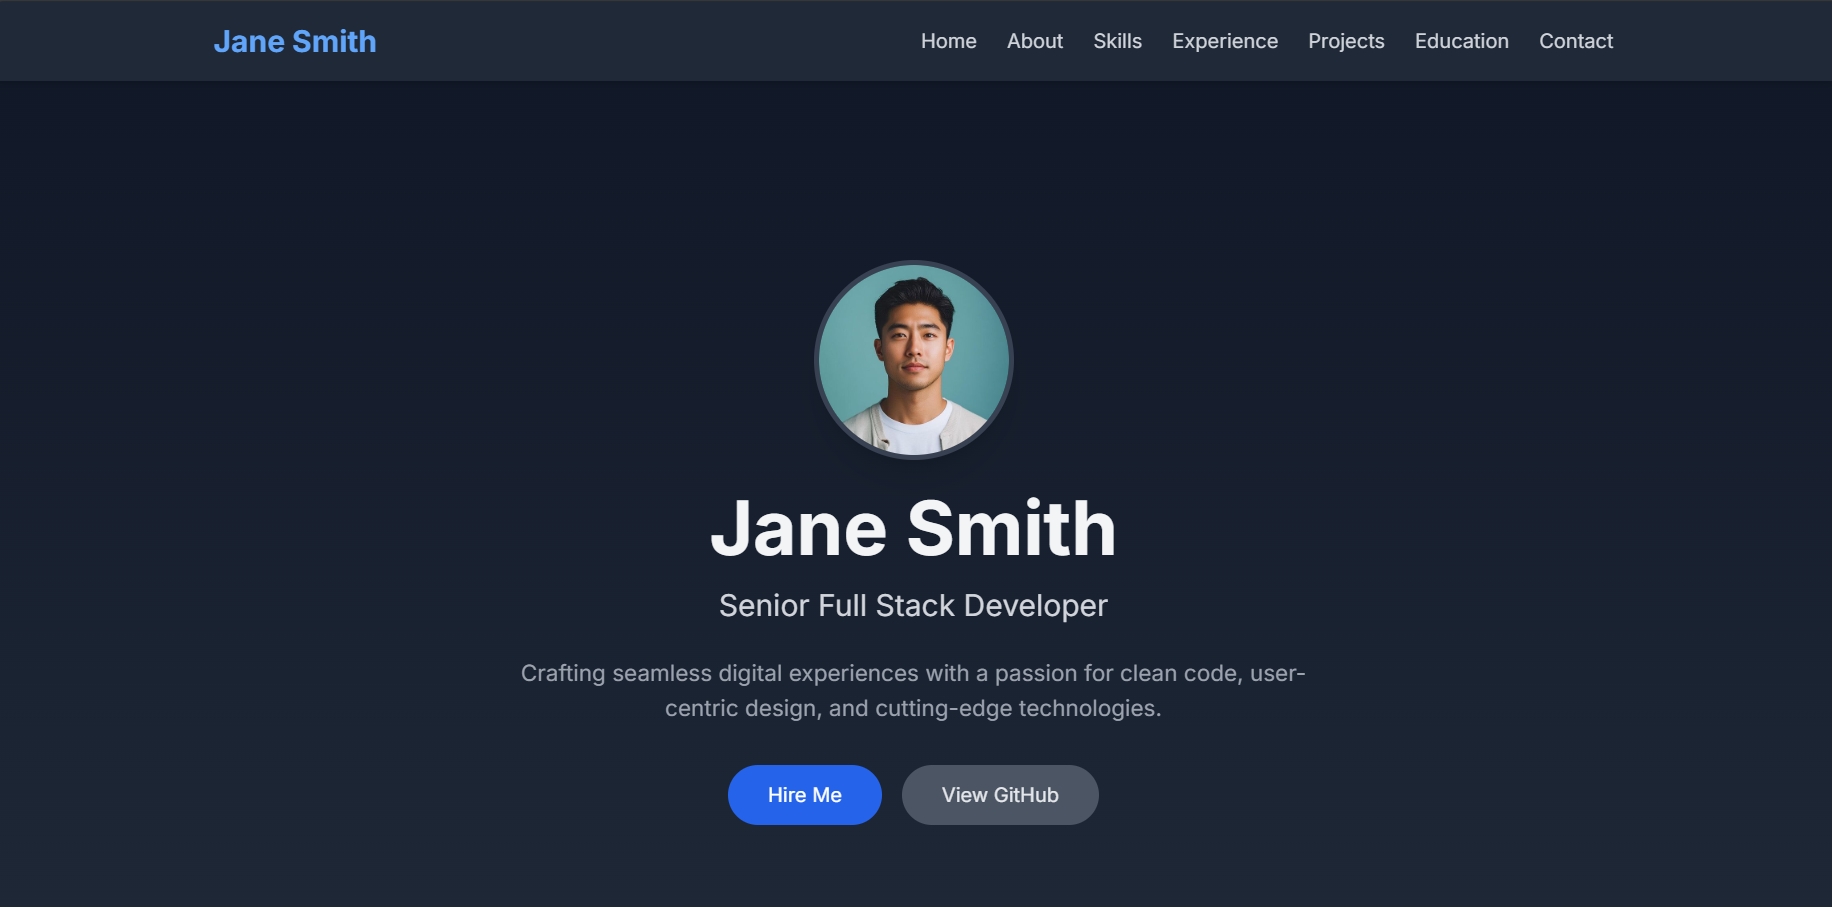 Jane Smith
Home About Skills Experience Projects Education Contact
Jane Smith
Senior Full Stack Developer
Crafting seamless digital experiences with a passion for clean code, user-
centric design, and cutting-edge technologies.
Hire Me
View GitHub